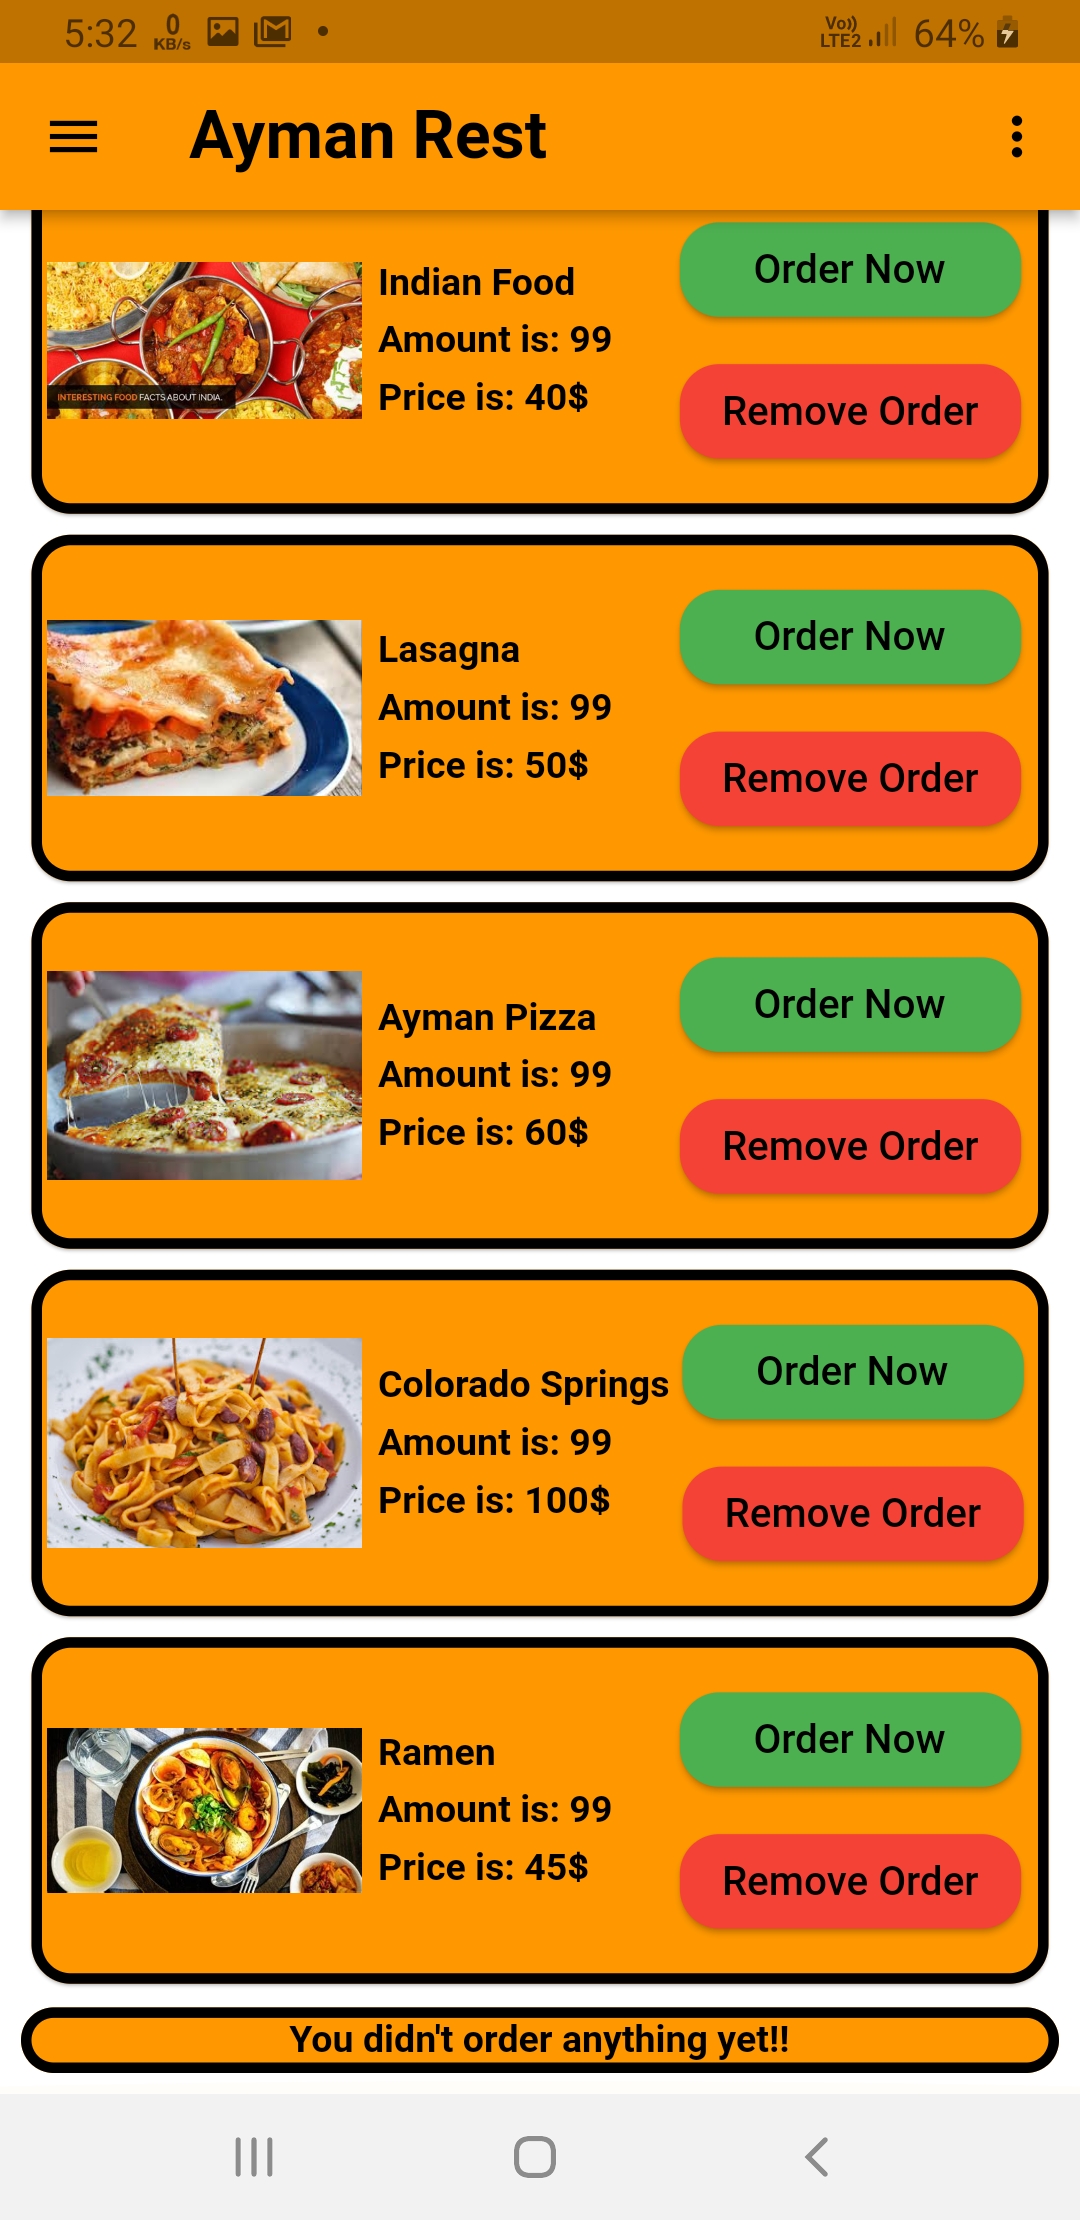 5:32 0 KB/s Vo)) LTE2 64%
Ayman Rest
Indian Food
Amount is: 99
Price is: 40$
INTERESTING FOOD FACTS ABOUT INDIA.
Order Now
Remove Order
Lasagna
Amount is: 99
Price is: 50$
Order Now
Remove Order
Ayman Pizza
Amount is: 99
Price is: 60$
Order Now
Remove Order
Colorado Springs
Amount is: 99
Price is: 100$
Order Now
Remove Order
Ramen
Amount is: 99
Price is: 45$
Order Now
Remove Order
You didn't order anything yet!!